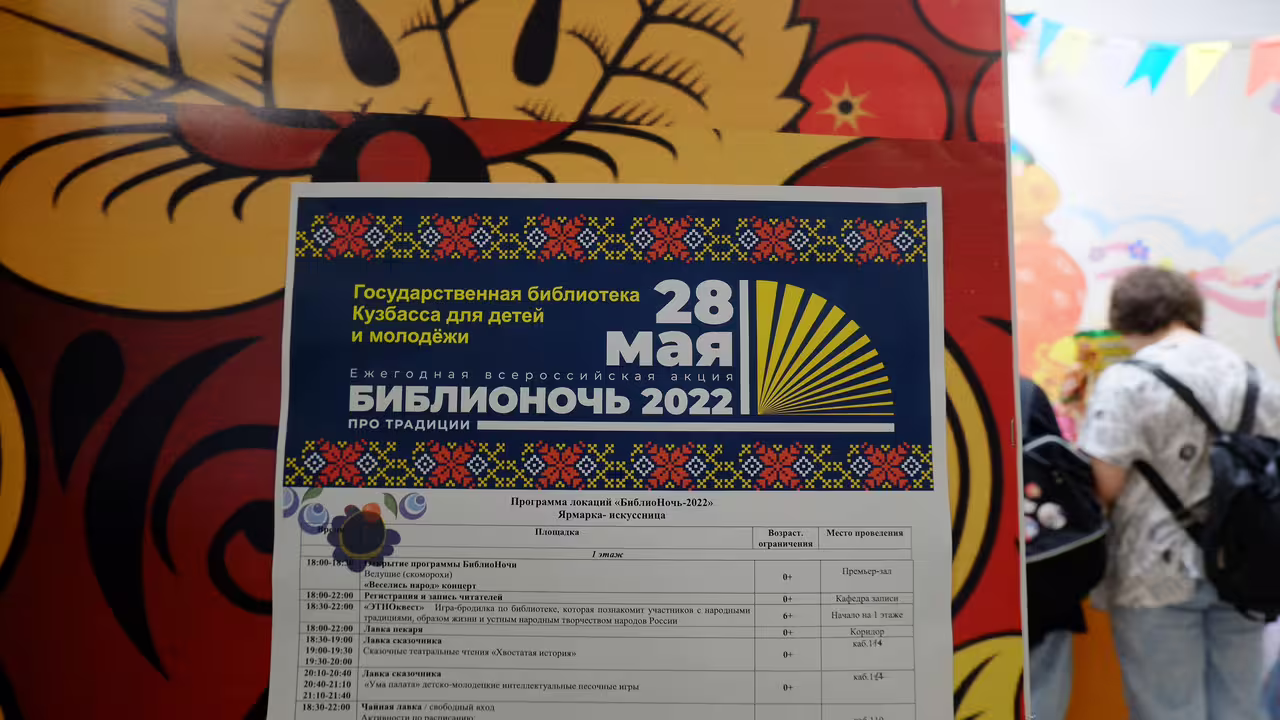 Государственная библиотека
Кузбасса для детей
и молодёжи
28
мая
Ежегодная всероссийская акция
БИБЛИОНОЧЬ 2022
ПРО ТРАДИЦИИ
Программа локаций «БиблиоНочь-2022»
Ярмарка- искуссница
Время Площадка Возраст. ограничения Место проведения
1 этаж
18:00-18:30 Открытие программы БиблиоНочи
Ведущие (скоморохи) 0+ Премьер-зал
«Веселись народ» концерт
18:00-22:00 Регистрация и запись читателей 0+ Кафедра записи
18:30-22:00 «ЭТНОквест» Игра-бродилка по библиотеке, которая познакомит участников с народными
традициями, образом жизни и устным народным творчеством народов России 6+ Начало на 1 этаже
18:00-22:00 Лавка пекаря 0+ Коридор
18:30-19:00 Лавка сказочника
19:00-19:30 Сказочные театральные чтения «Хвостатая история» 0+
19:30-20:00
20:10-20:40 Лавка сказочника
20:40-21:10 «Ума палата» детско-молодецкие интеллектуальные песочные игры 0+
21:10-21:40
18:30-22:00 Чайная лавка / свободный вход
Активности по расписанию